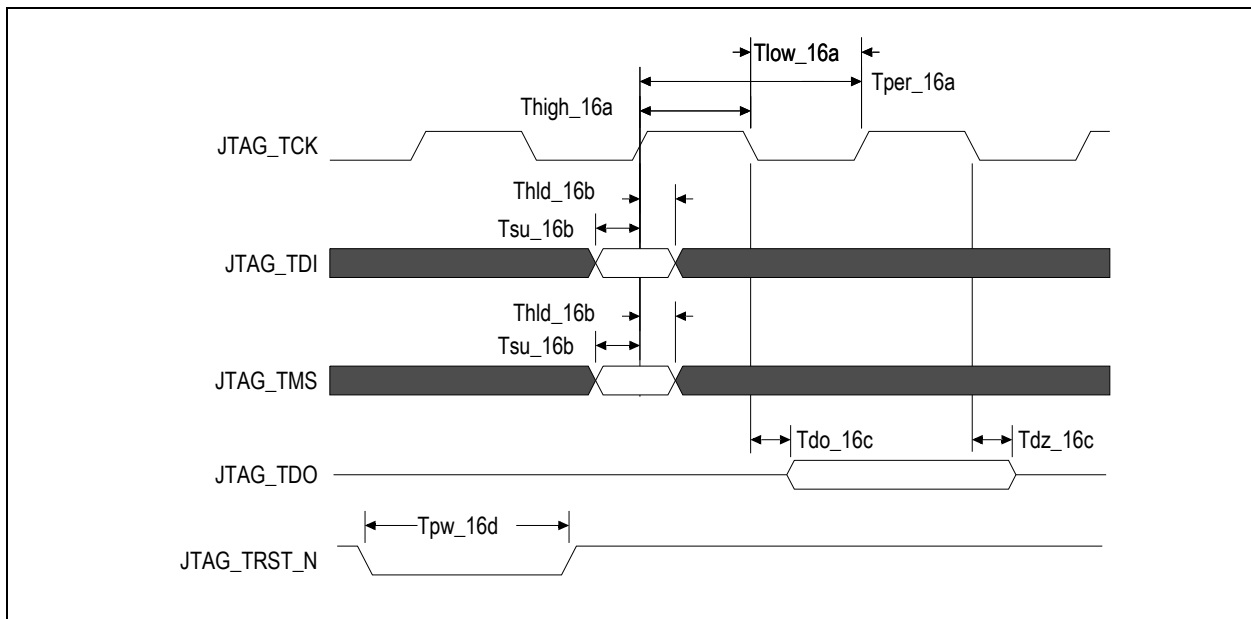 Tlow_16a
Tper_16a
Thigh_16a
JTAG_TCK
Thld_16b
Tsu_16b
JTAG_TDI
Thld_16b
Tsu_16b
JTAG_TMS
Tdo_16c
Tdz_16c
JTAG_TDO
Tpw_16d
JTAG_TRST_N